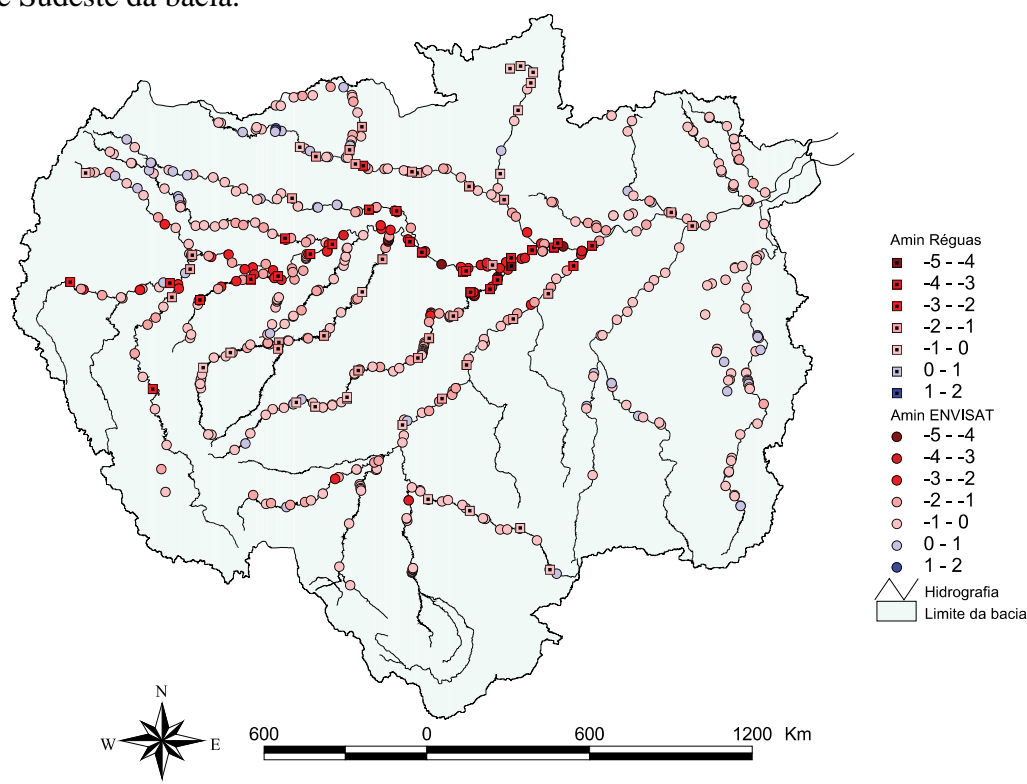 e Sudeste da bacia.
Amin Réguas
-5 - -4
-4 - -3
-3 - -2
-2 - -1
-1 - 0
0 - 1
1 - 2
Amin ENVISAT
-5 - -4
-4 - -3
-3 - -2
-2 - -1
-1 - 0
0 - 1
1 - 2
Hidrografia
Limite da bacia
N
W E
S
600 0 600 1200 Km